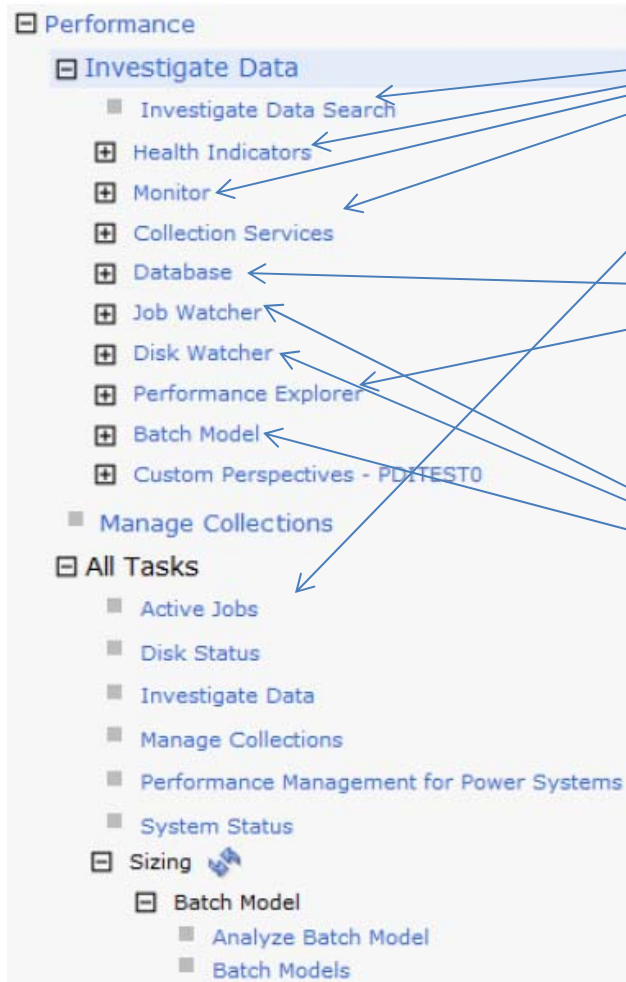 Performance
Investigate Data
Investigate Data Search
Health Indicators
Monitor
Collection Services
Database
Job Watcher
Disk Watcher
Performance Explorer
Batch Model
Custom Perspectives - PDITEST0
Manage Collections
All Tasks
Active Jobs
Disk Status
Investigate Data
Manage Collections
Performance Management for Power Systems
System Status
Sizing
Batch Model
Analyze Batch Model
Batch Models